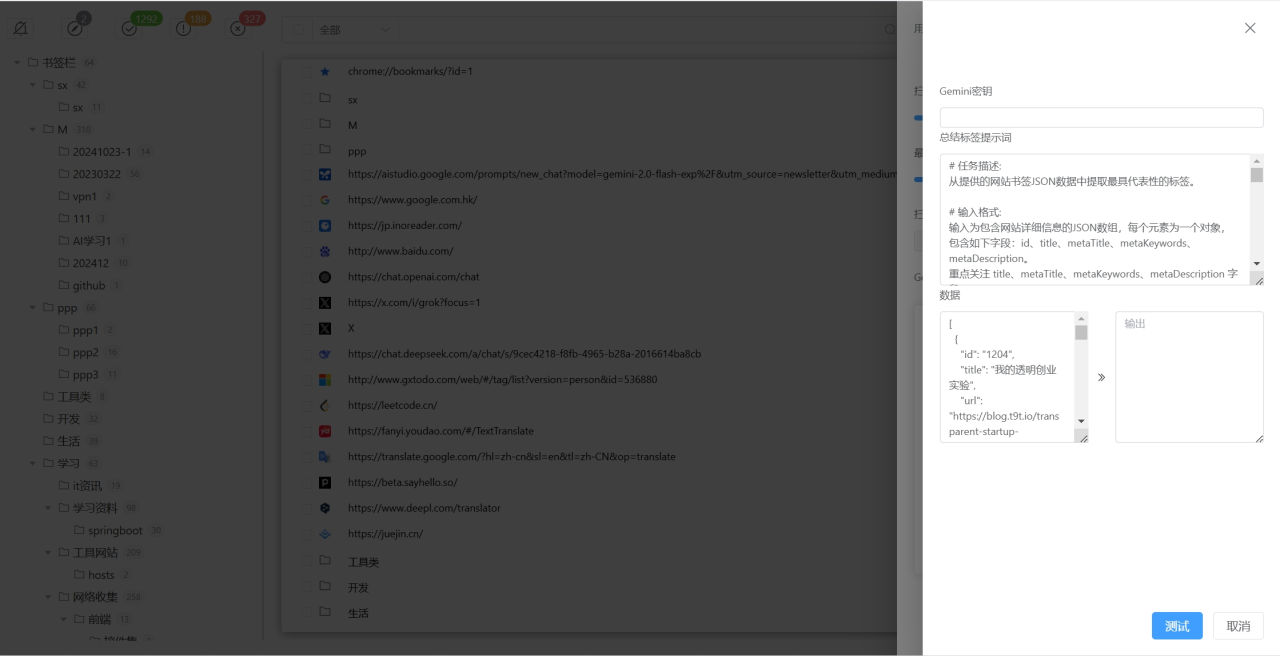 2
1292
188
327
全部
书签栏 64
sx 42
sx 11
M 318
20241023-1 14
20230322 56
vpn1 2
111 3
AI学习1 1
202412 10
github 1
ppp 66
ppp1 2
ppp2 16
ppp3 11
工具类 8
开发 32
生活 39
学习 63
it资讯 19
学习资料 98
springboot 30
工具网站 209
hosts 2
网络收集 258
前端 13
chrome://bookmarks/?id=1
sx
M
ppp
https://aistudio.google.com/prompts/new_chat?model=gemini-2.0-flash-exp%2F&utm_source=newsletter&utm_medium
https://www.google.com.hk/
https://jp.inoreader.com/
http://www.baidu.com/
https://chat.openai.com/chat
https://x.com/i/grok?focus=1
X
https://chat.deepseek.com/a/chat/s/9cec4218-f8fb-4965-b28a-2016614ba8cb
http://www.gxtodo.com/web/#/tag/list?version=person&id=536880
https://leetcode.cn/
https://fanyi.youdao.com/#/TextTranslate
https://translate.google.com/?hl=zh-cn&sl=en&tl=zh-CN&op=translate
https://beta.sayhello.so/
https://www.deepl.com/translator
https://juejin.cn/
工具类
开发
生活
用
扫
最
扫
Gemini密钥
总结标签提示词
# 任务描述:
从提供的网站书签JSON数据中提取最具代表性的标签。
# 输入格式:
输入为包含网站详细信息的JSON数组，每个元素为一个对象，
包含如下字段：id、title、metaTitle、metaKeywords、
metaDescription。
重点关注 title、metaTitle、metaKeywords、metaDescription 字
数据
[
{
"id": "1204",
"title": "我的透明创业
实验",
"url":
"https://blog.t9t.io/trans
parent-startup-
»
输出
测试
取消